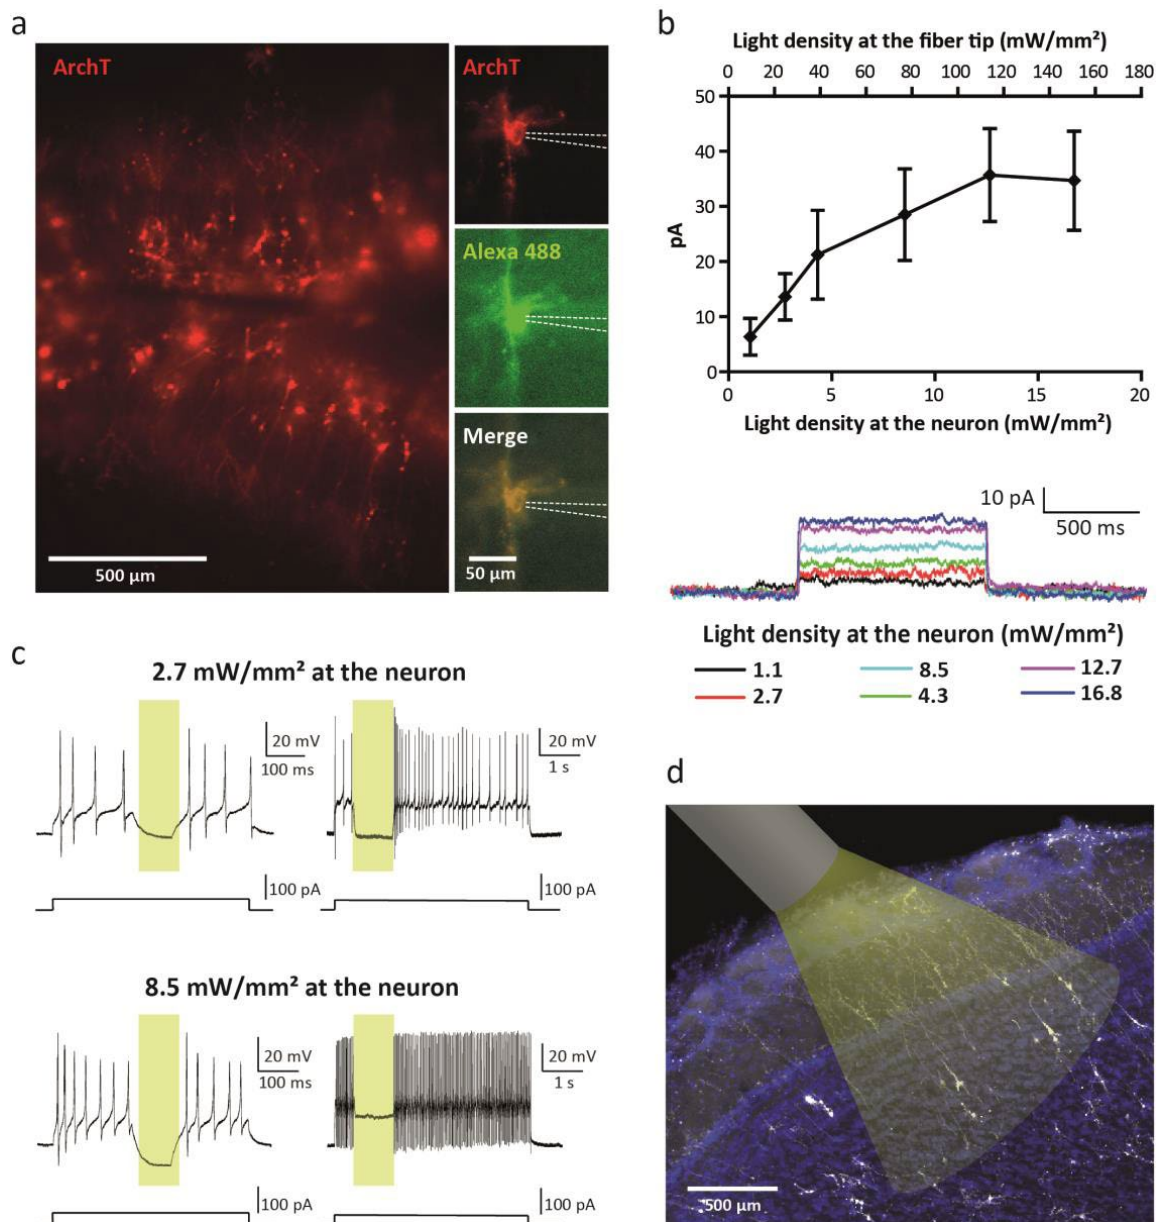 a
ArchT
500 µm
ArchT
Alexa 488
Merge
50 µm
b
Light density at the fiber tip (mW/mm²)
0 20 40 60 80 100 120 140 160 180
50
40
30
20
10
0
pA
0 5 10 15 20
Light density at the neuron (mW/mm²)
10 pA
500 ms
Light density at the neuron (mW/mm²)
1.1 8.5 12.7
2.7 4.3 16.8
c
2.7 mW/mm² at the neuron
20 mV
100 ms
20 mV
1 s
100 pA
100 pA
8.5 mW/mm² at the neuron
20 mV
100 ms
20 mV
1 s
100 pA
100 pA
d
500 µm